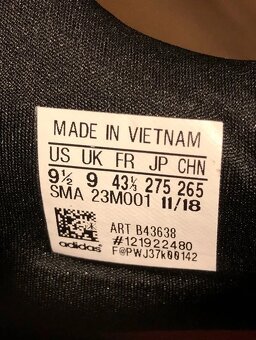 MADE IN VIETNAM
US UK FR JP CHN
9½ 9 43⅓ 275 265
SMA 23M001 11/18
ART B43638
#121922480
adidas F@PWJ37k00142